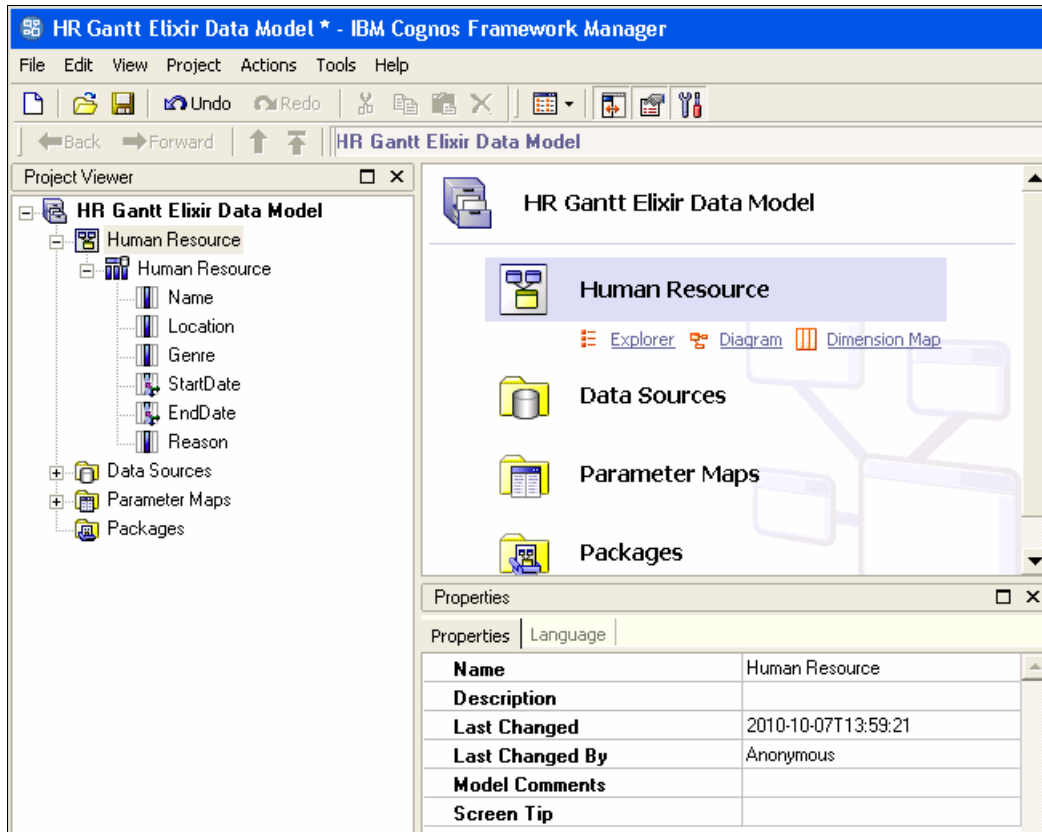 HR Gantt Elixir Data Model * - IBM Cognos Framework Manager
File Edit View Project Actions Tools Help
Undo Redo
Back Forward HR Gantt Elixir Data Model
Project Viewer
HR Gantt Elixir Data Model
Human Resource
Human Resource
Name
Location
Genre
StartDate
EndDate
Reason
Data Sources
Parameter Maps
Packages
HR Gantt Elixir Data Model
Human Resource
Explorer Diagram Dimension Map
Data Sources
Parameter Maps
Packages
Properties
Properties Language
Name Human Resource
Description
Last Changed 2010-10-07T13:59:21
Last Changed By Anonymous
Model Comments
Screen Tip